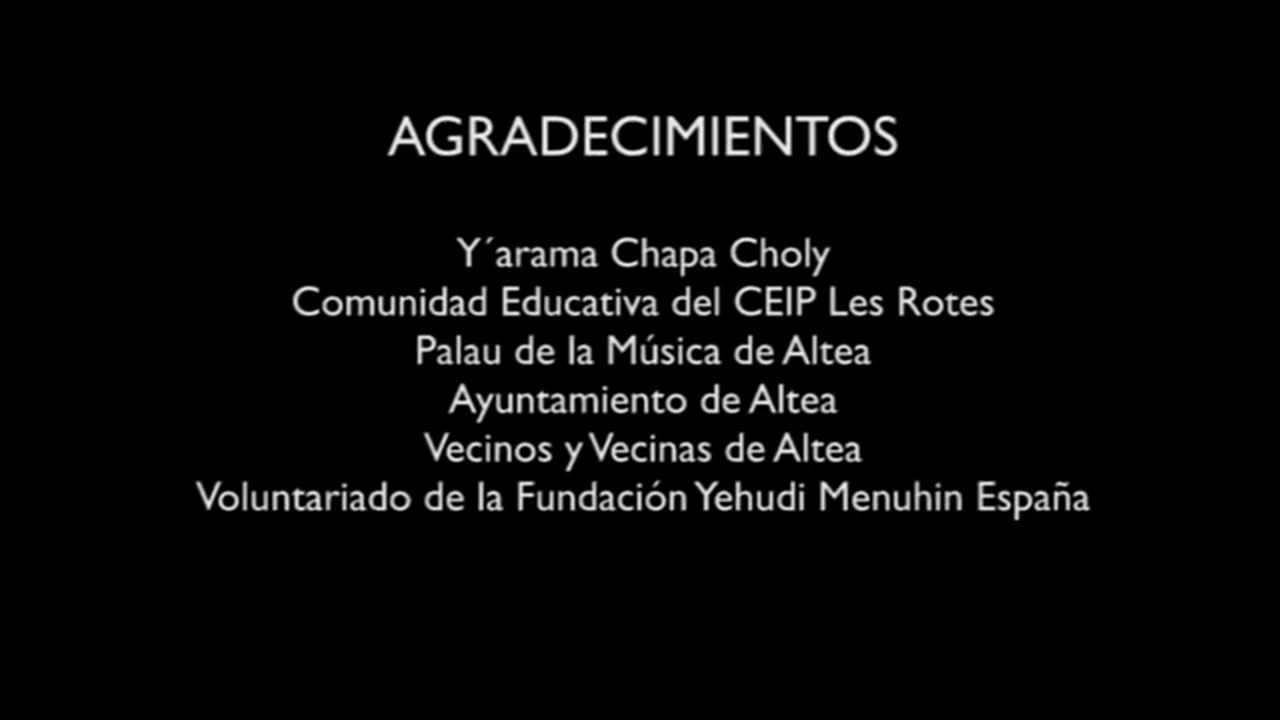 AGRADECIMIENTOS
Y´arama Chapa Choly
Comunidad Educativa del CEIP Les Rotes
Palau de la Música de Altea
Ayuntamiento de Altea
Vecinos y Vecinas de Altea
Voluntariado de la Fundación Yehudi Menuhin España